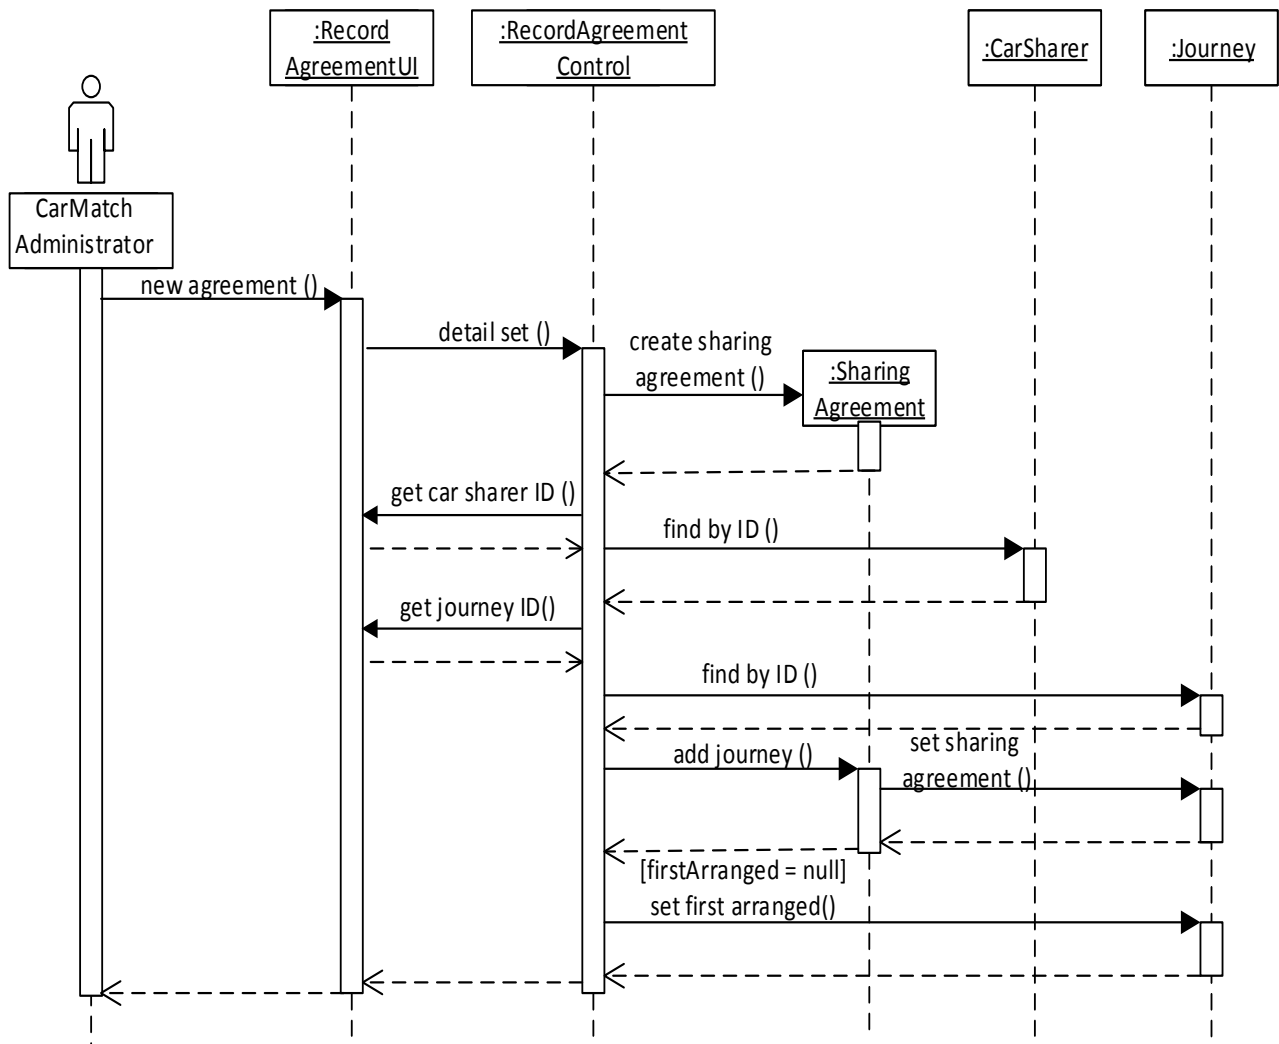 :Record
AgreementUI
:RecordAgreement
Control
:CarSharer
:Journey
CarMatch
Administrator
new agreement ()
detail set ()
create sharing
agreement ()
:Sharing
Agreement
get car sharer ID ()
find by ID ()
get journey ID()
find by ID ()
add journey ()
set sharing
agreement ()
[firstArranged = null]
set first arranged()